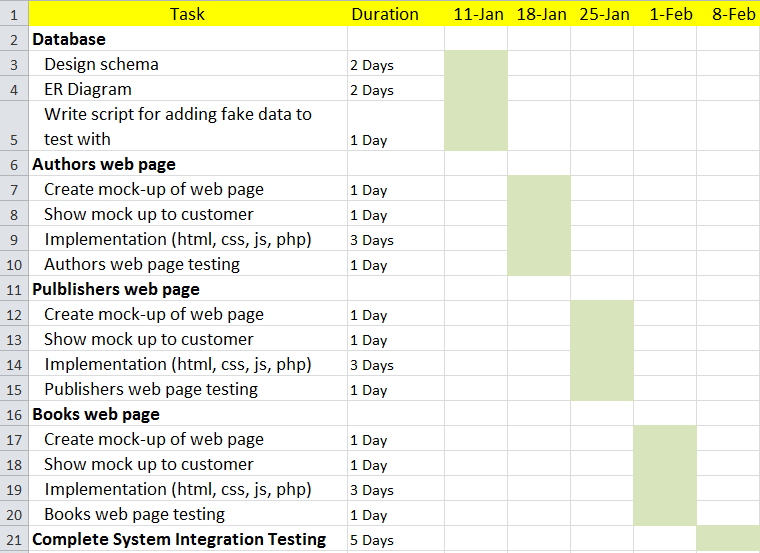 1 Task Duration 11-Jan 18-Jan 25-Jan 1-Feb 8-Feb
2 Database
3 Design schema 2 Days
4 ER Diagram 2 Days
Write script for adding fake data to
5 test with 1 Day
6 Authors web page
7 Create mock-up of web page 1 Day
8 Show mock up to customer 1 Day
9 Implementation (html, css, js, php) 3 Days
10 Authors web page testing 1 Day
11 Pulblishers web page
12 Create mock-up of web page 1 Day
13 Show mock up to customer 1 Day
14 Implementation (html, css, js, php) 3 Days
15 Publishers web page testing 1 Day
16 Books web page
17 Create mock-up of web page 1 Day
18 Show mock up to customer 1 Day
19 Implementation (html, css, js, php) 3 Days
20 Books web page testing 1 Day
21 Complete System Integration Testing 5 Days